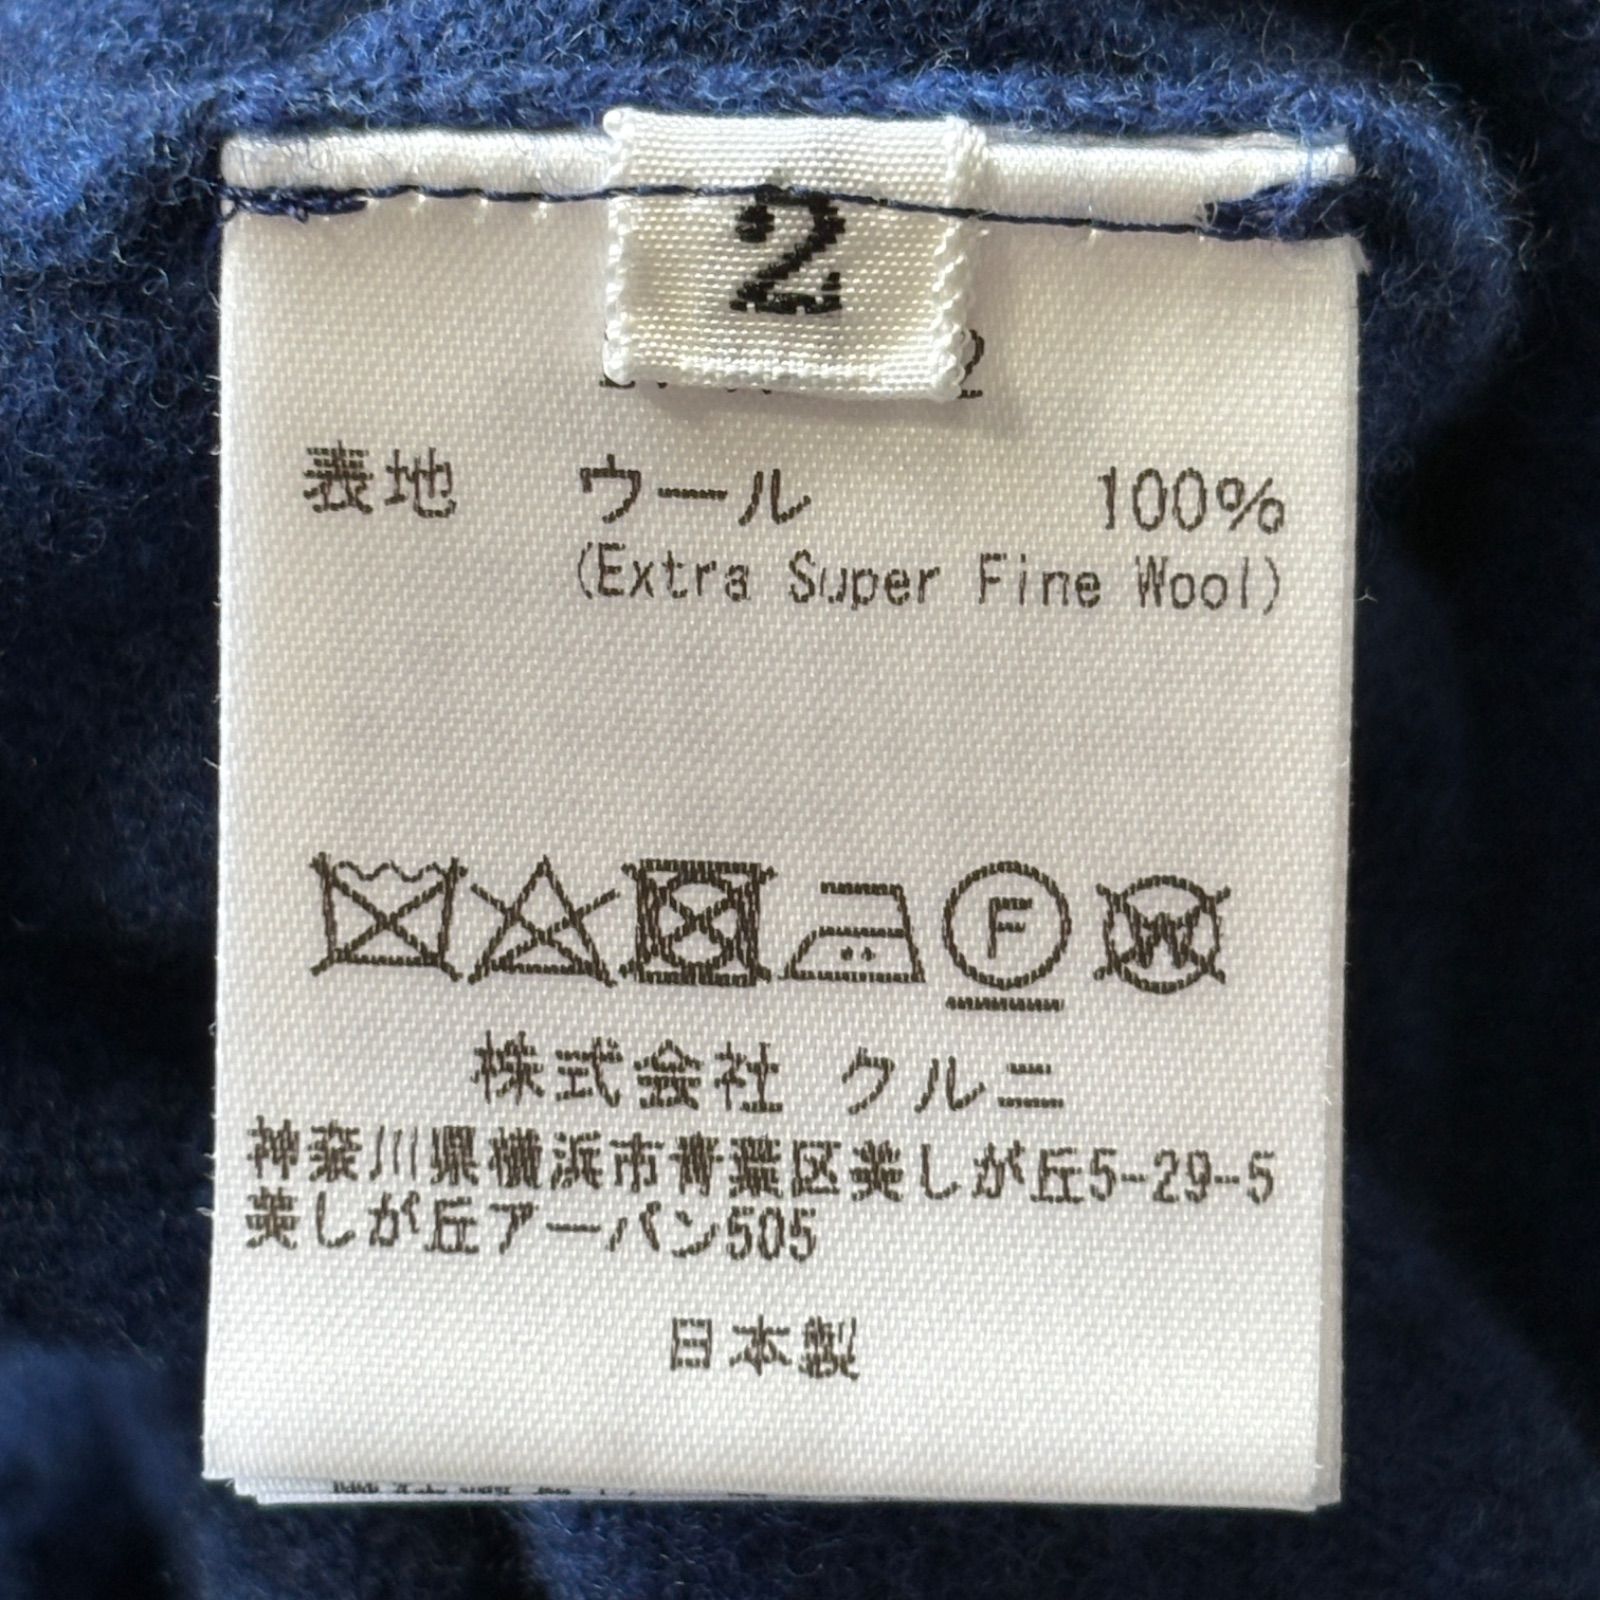 2
表地 ウール 100%
(Extra Super Fine Wool)
F W
株式会社 クルニ
神奈川県横浜市青葉区美しが丘5-29-5
美しが丘アーバン505
日本製